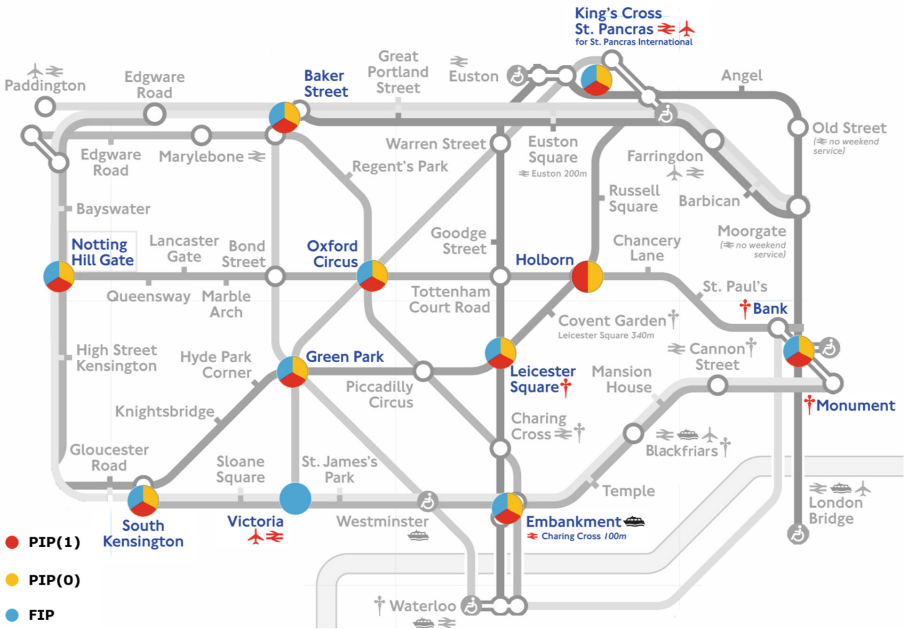 King's Cross
St. Pancras
for St. Pancras International
Paddington
Edgware
Road
Baker
Street
Great
Portland
Street
Euston
Angel
Edgware
Road
Marylebone
Regent's Park
Warren Street
Euston
Square
Euston 200m
Farringdon
Old Street
(no weekend
service)
Bayswater
Russell
Square
Barbican
Moorgate
(no weekend
service)
Notting
Hill Gate
Lancaster
Gate
Bond
Street
Oxford
Circus
Goodge
Street
Holborn
Chancery
Lane
Queensway
Marble
Arch
Tottenham
Court Road
St. Paul's
†Bank
Covent Garden†
Leicester Square 340m
High Street
Kensington
Hyde Park
Corner
Green Park
Leicester
Square†
Cannon†
Street
Mansion
House
Piccadilly
Circus
†Monument
Knightsbridge
Charing
Cross †
Blackfriars†
Gloucester
Road
Sloane
Square
St. James's
Park
Temple
London
Bridge
South
Kensington
Victoria
Westminster
Embankment
Charing Cross 100m
†Waterloo
PIP(1)
PIP(0)
FIP